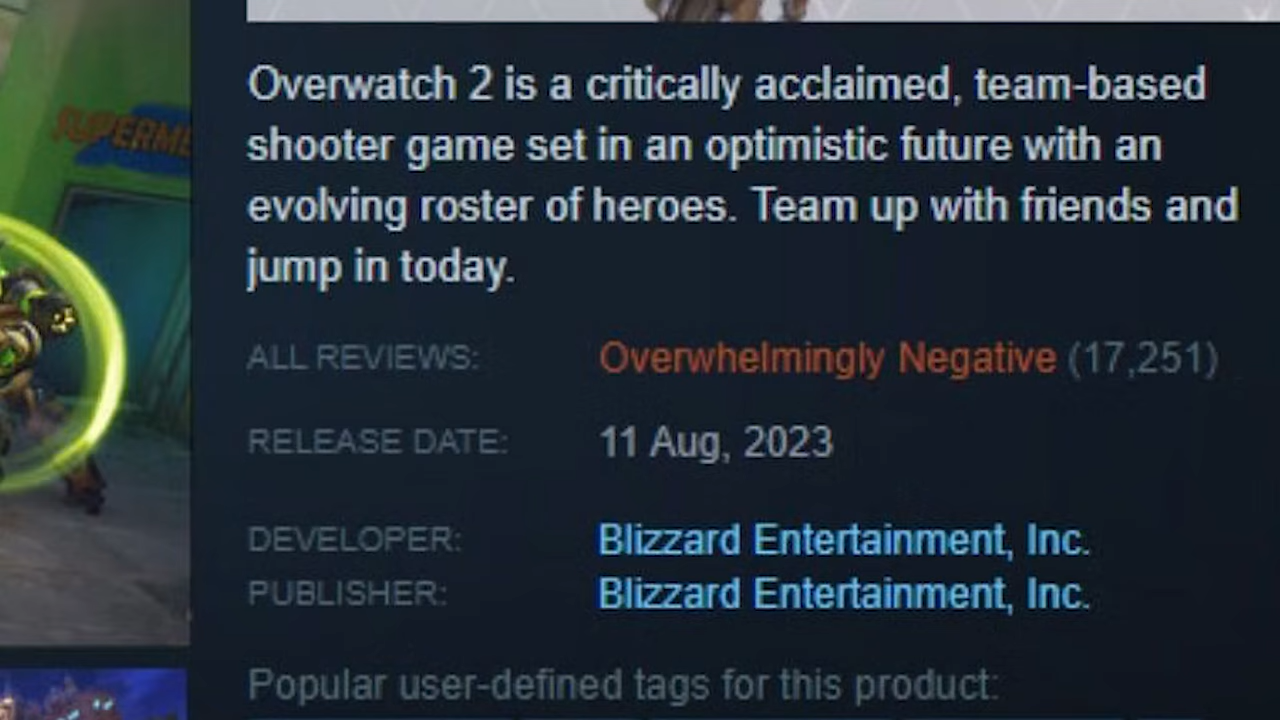 SUPERME
Overwatch 2 is a critically acclaimed, team-based
shooter game set in an optimistic future with an
evolving roster of heroes. Team up with friends and
jump in today.
ALL REVIEWS: Overwhelmingly Negative (17,251)
RELEASE DATE: 11 Aug, 2023
DEVELOPER: Blizzard Entertainment, Inc.
PUBLISHER: Blizzard Entertainment, Inc.
Popular user-defined tags for this product: